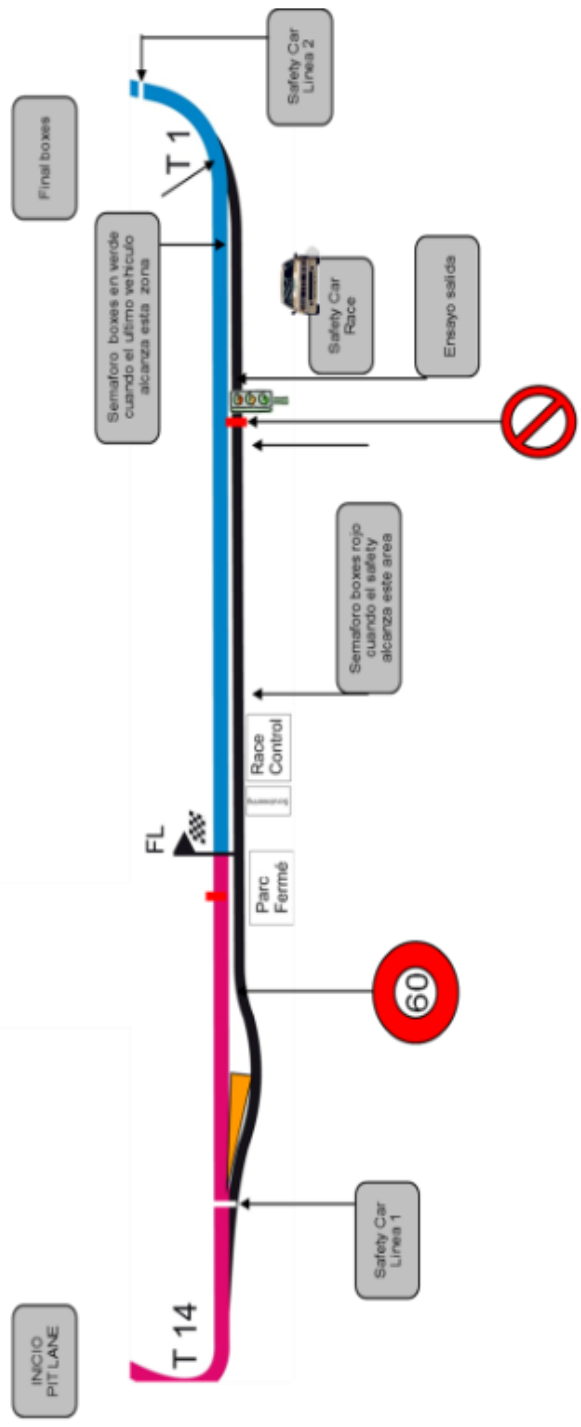 INICIO
PIT LANE
T 14
Safety Car
Linea 1
60
Parc
Fermé
FL
Scrutineering
Race
Control
Semaforo boxes rojo
cuando el safety
alcanza este area
Ensayo salida
Safety Car
Race
Semaforo boxes en verde
cuando el ultimo vehiculo
alcanza esta zona
T 1
Final boxes
Safety Car
Linea 2